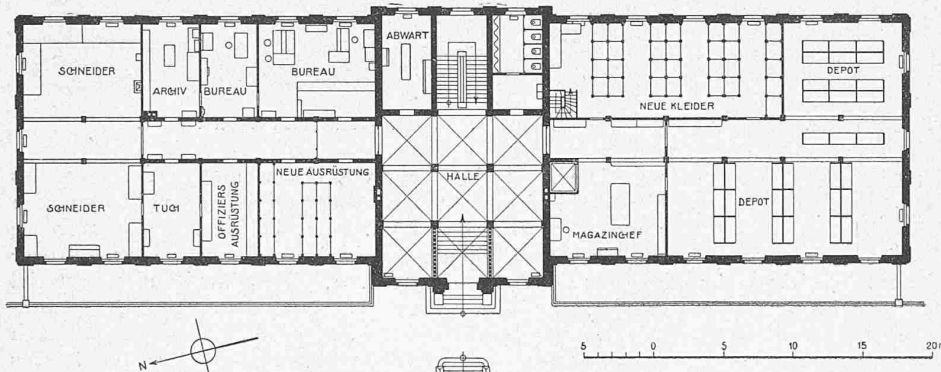 ABWART
SCHNEIDER
ARCHIV
BUREAU
BUREAU
NEUE KLEIDER
DEPOT
HALLE
SCHNEIDER
TUCH
OFFIZIERS
AUSRÜSTUNG
NEUE AUSRÜSTUNG
MAGAZINCHEF
DEPOT
N
5 0 5 10 15 20m